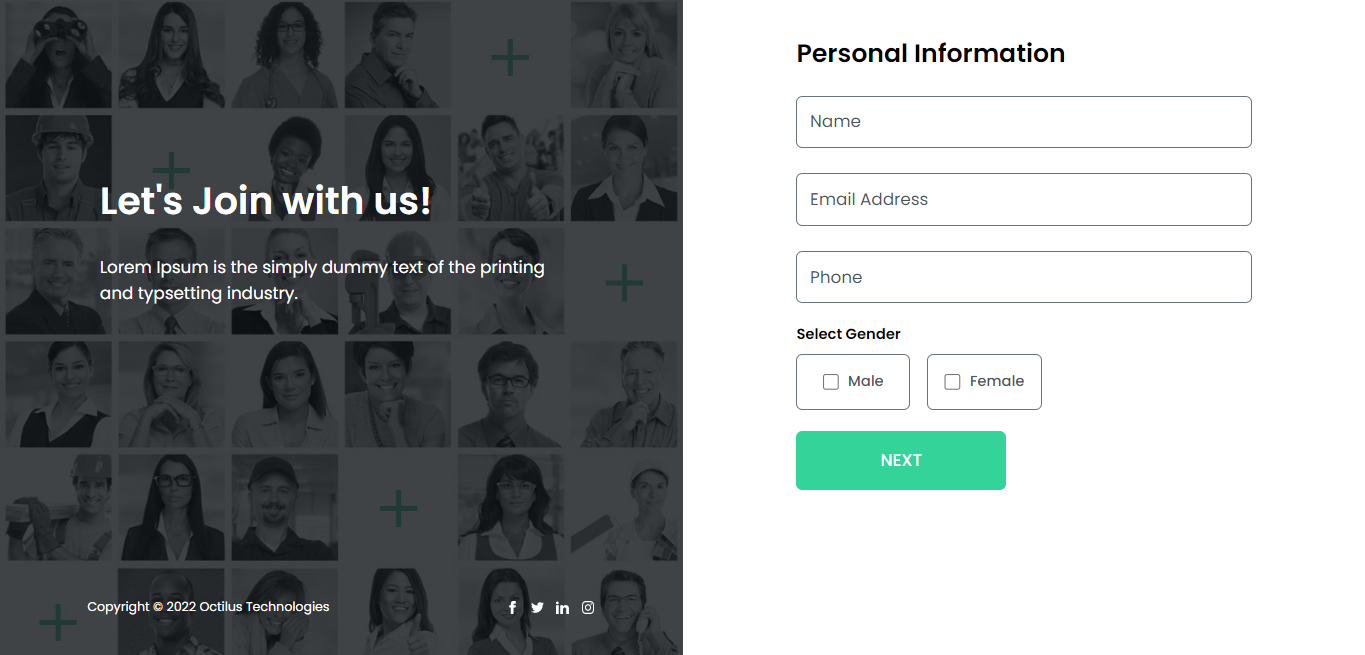 Let's Join with us!
Lorem Ipsum is the simply dummy text of the printing
and typsetting industry.
Copyright © 2022 Octilus Technologies
Personal Information
Name
Email Address
Phone
Select Gender
Male
Female
NEXT